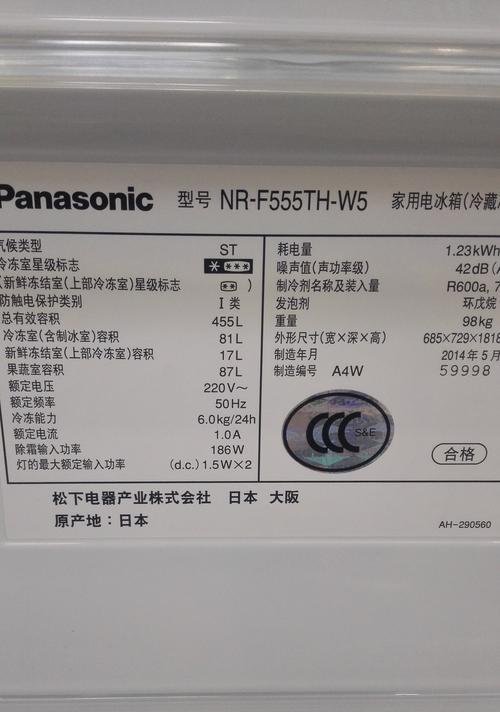 Panasonic 型号 NR-F555TH-W5 家用电冰箱(冷藏
气候类型 ST
冷冻室星级标志 * ***
(新鲜冻结室(上部冷冻室)星级标志 ** )
防触电保护类别 I 类
总有效容积 455L
冷冻室(含制冰室)容积 81L
新鲜冻结室(上部冷冻室)容积 17L
果蔬室容积 87L
额定电压 220V~
额定频率 50Hz
冷冻能力 6.0kg/24h
额定电流 1.0A
除霜输入功率 186W
灯的最大额定输入功率 (d.c.)1.5W×2
耗电量 1.23kWh
噪声值(声功率级) 42dB(
制冷剂名称及装入量 R600a, 7
发泡剂 环戊烷
重量 98kg
外形尺寸(宽×深×高) 685×729×1818
制造年月 2014年5月
制造编号 A4W 59998
CCC S&E
合格
松下电器产业株式会社 日本 大阪
原产地:日本
AH-290560